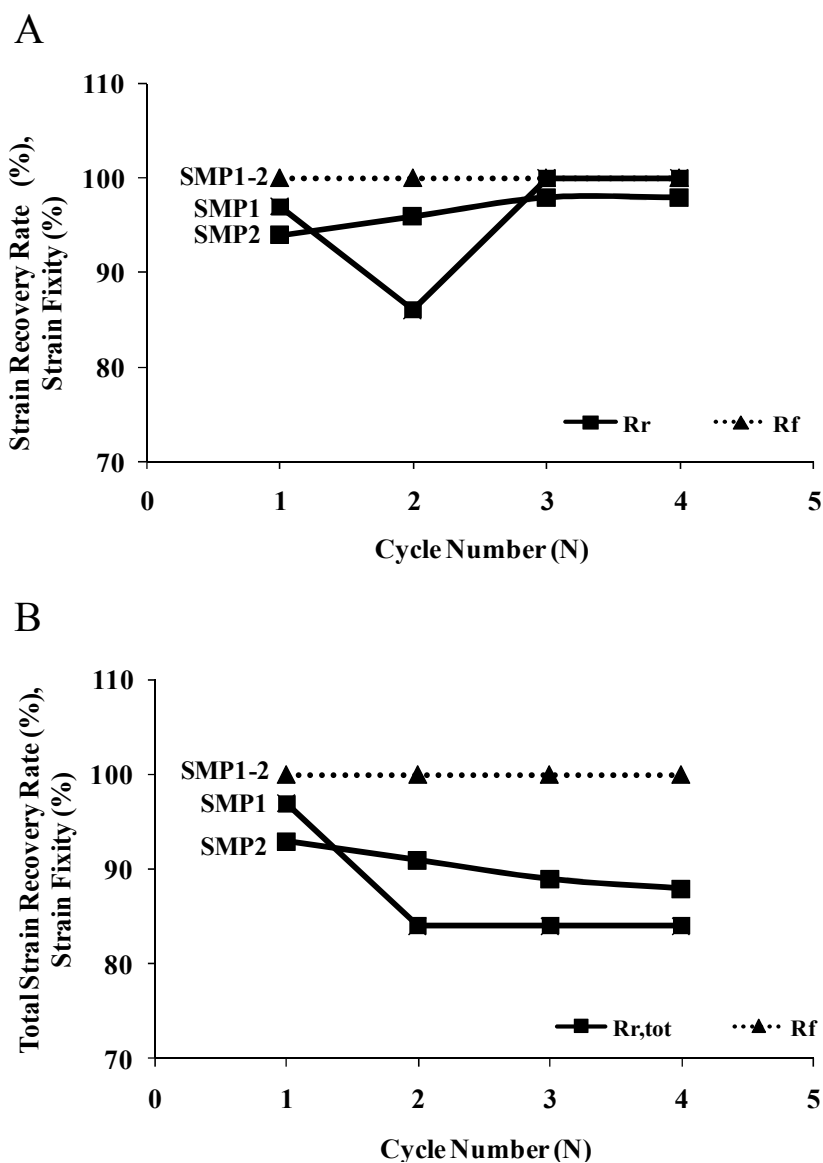 A
Strain Recovery Rate (%),
Strain Fixity (%)
110
100
90
80
70
SMP1-2
SMP1
SMP2
Rr
Rf
0
1
2
3
4
5
Cycle Number (N)
B
Total Strain Recovery Rate (%),
Strain Fixity (%)
110
100
90
80
70
SMP1-2
SMP1
SMP2
Rr,tot
Rf
0
1
2
3
4
5
Cycle Number (N)